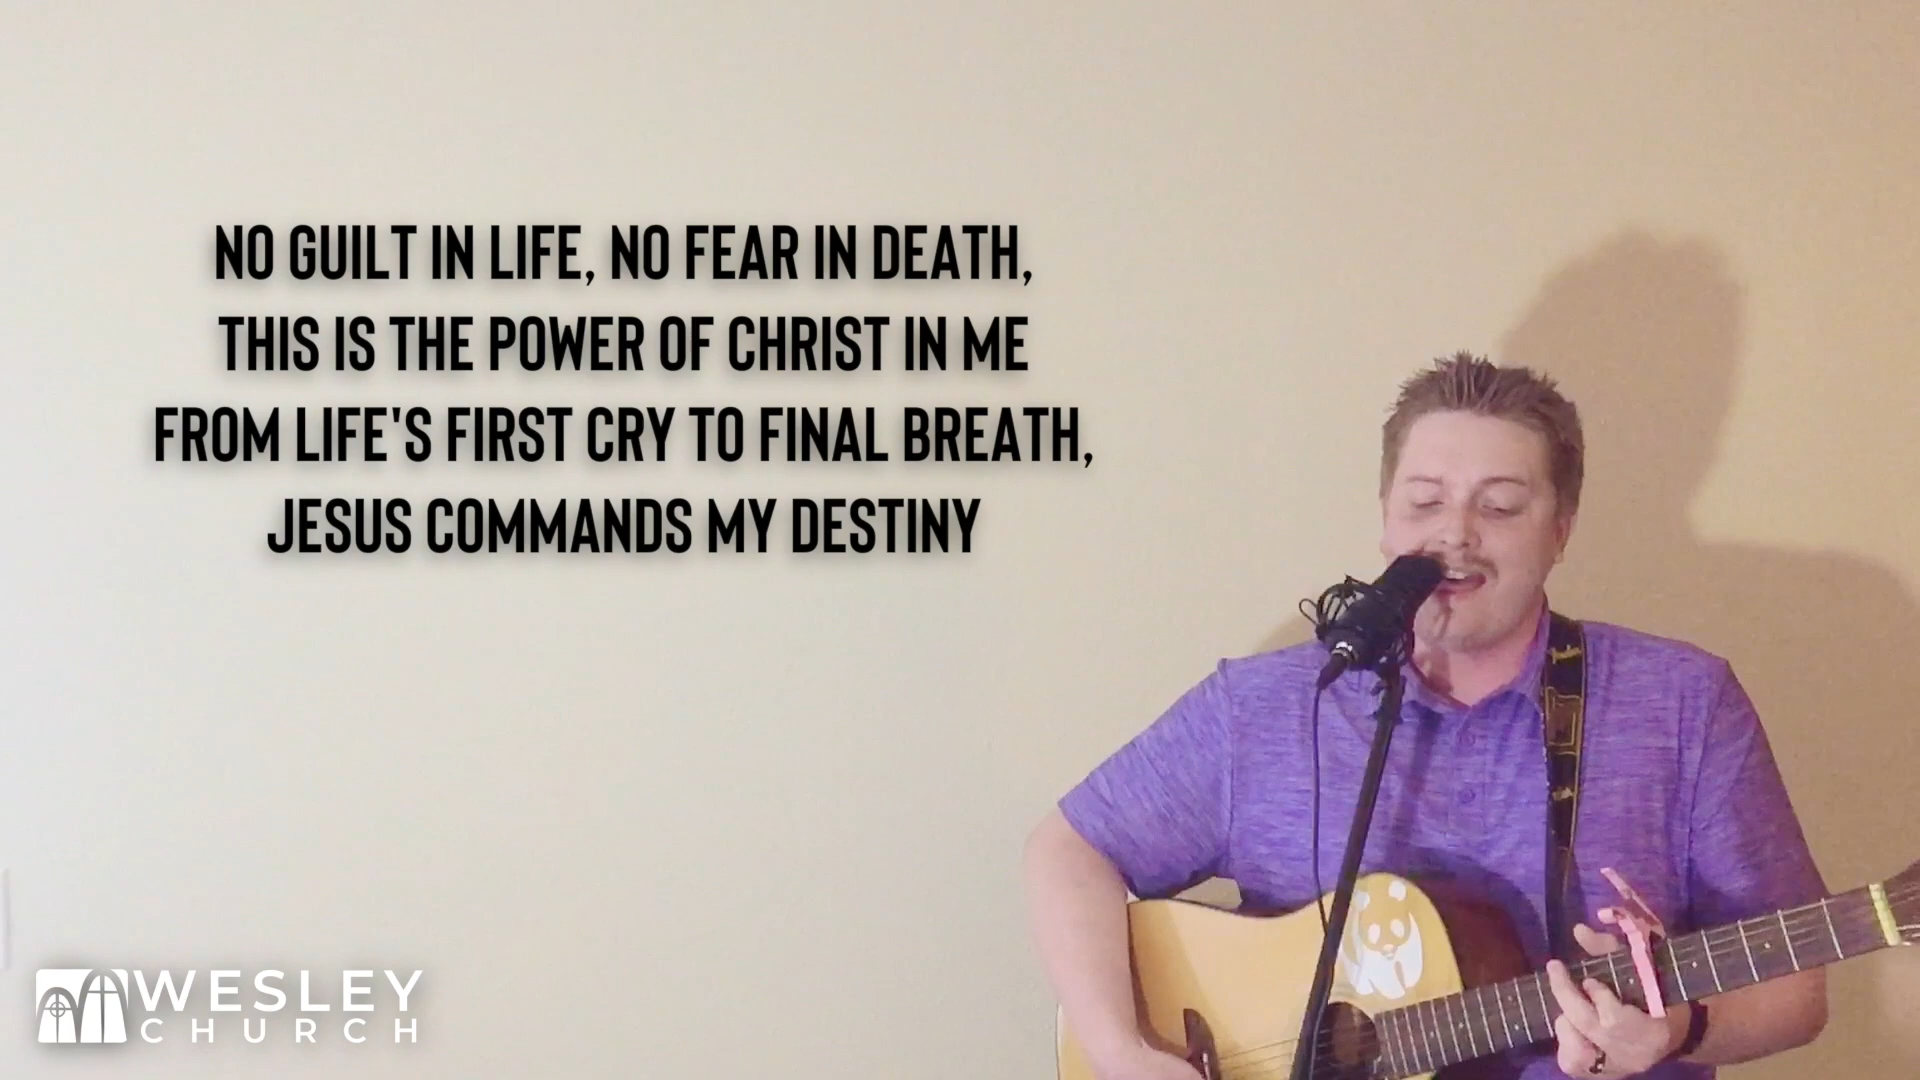 NO GUILT IN LIFE, NO FEAR IN DEATH,
THIS IS THE POWER OF CHRIST IN ME
FROM LIFE'S FIRST CRY TO FINAL BREATH,
JESUS COMMANDS MY DESTINY
WESLEY
CHURCH
Fender